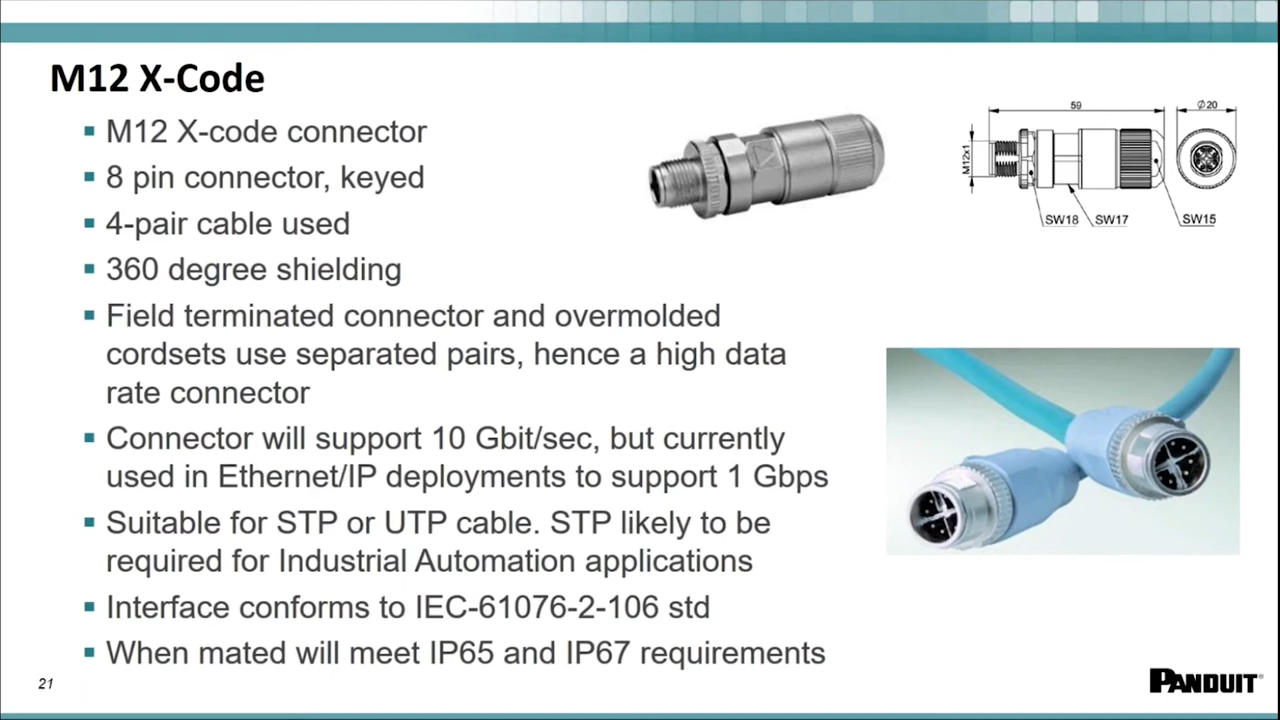 M12 X-Code
▪ M12 X-code connector
▪ 8 pin connector, keyed
▪ 4-pair cable used
▪ 360 degree shielding
▪ Field terminated connector and overmolded
cordsets use separated pairs, hence a high data
rate connector
▪ Connector will support 10 Gbit/sec, but currently
used in Ethernet/IP deployments to support 1 Gbps
▪ Suitable for STP or UTP cable. STP likely to be
required for Industrial Automation applications
▪ Interface conforms to IEC-61076-2-106 std
▪ When mated will meet IP65 and IP67 requirements
59
Ø20
M12x1
SW18
SW17
SW15
21
PANDUIT®